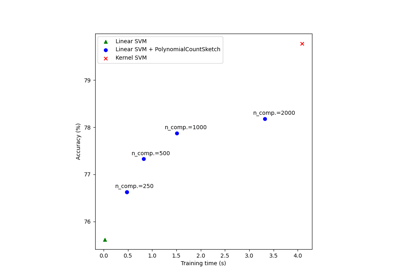 Linear SVM
Linear SVM + PolynomialCountSketch
Kernel SVM
79
78
77
76
Accuracy (%)
n_comp.=2000
n_comp.=1000
n_comp.=500
n_comp.=250
0.0 0.5 1.0 1.5 2.0 2.5 3.0 3.5 4.0
Training time (s)